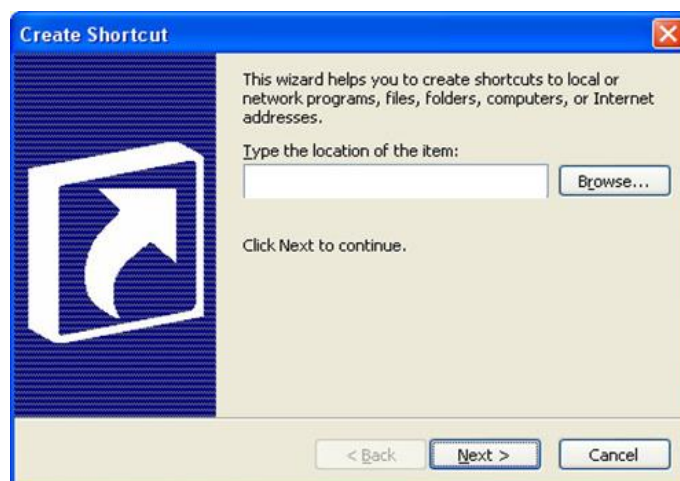 Create Shortcut
This wizard helps you to create shortcuts to local or
network programs, files, folders, computers, or Internet
addresses.
Type the location of the item:
Browse...
Click Next to continue.
< Back
Next >
Cancel